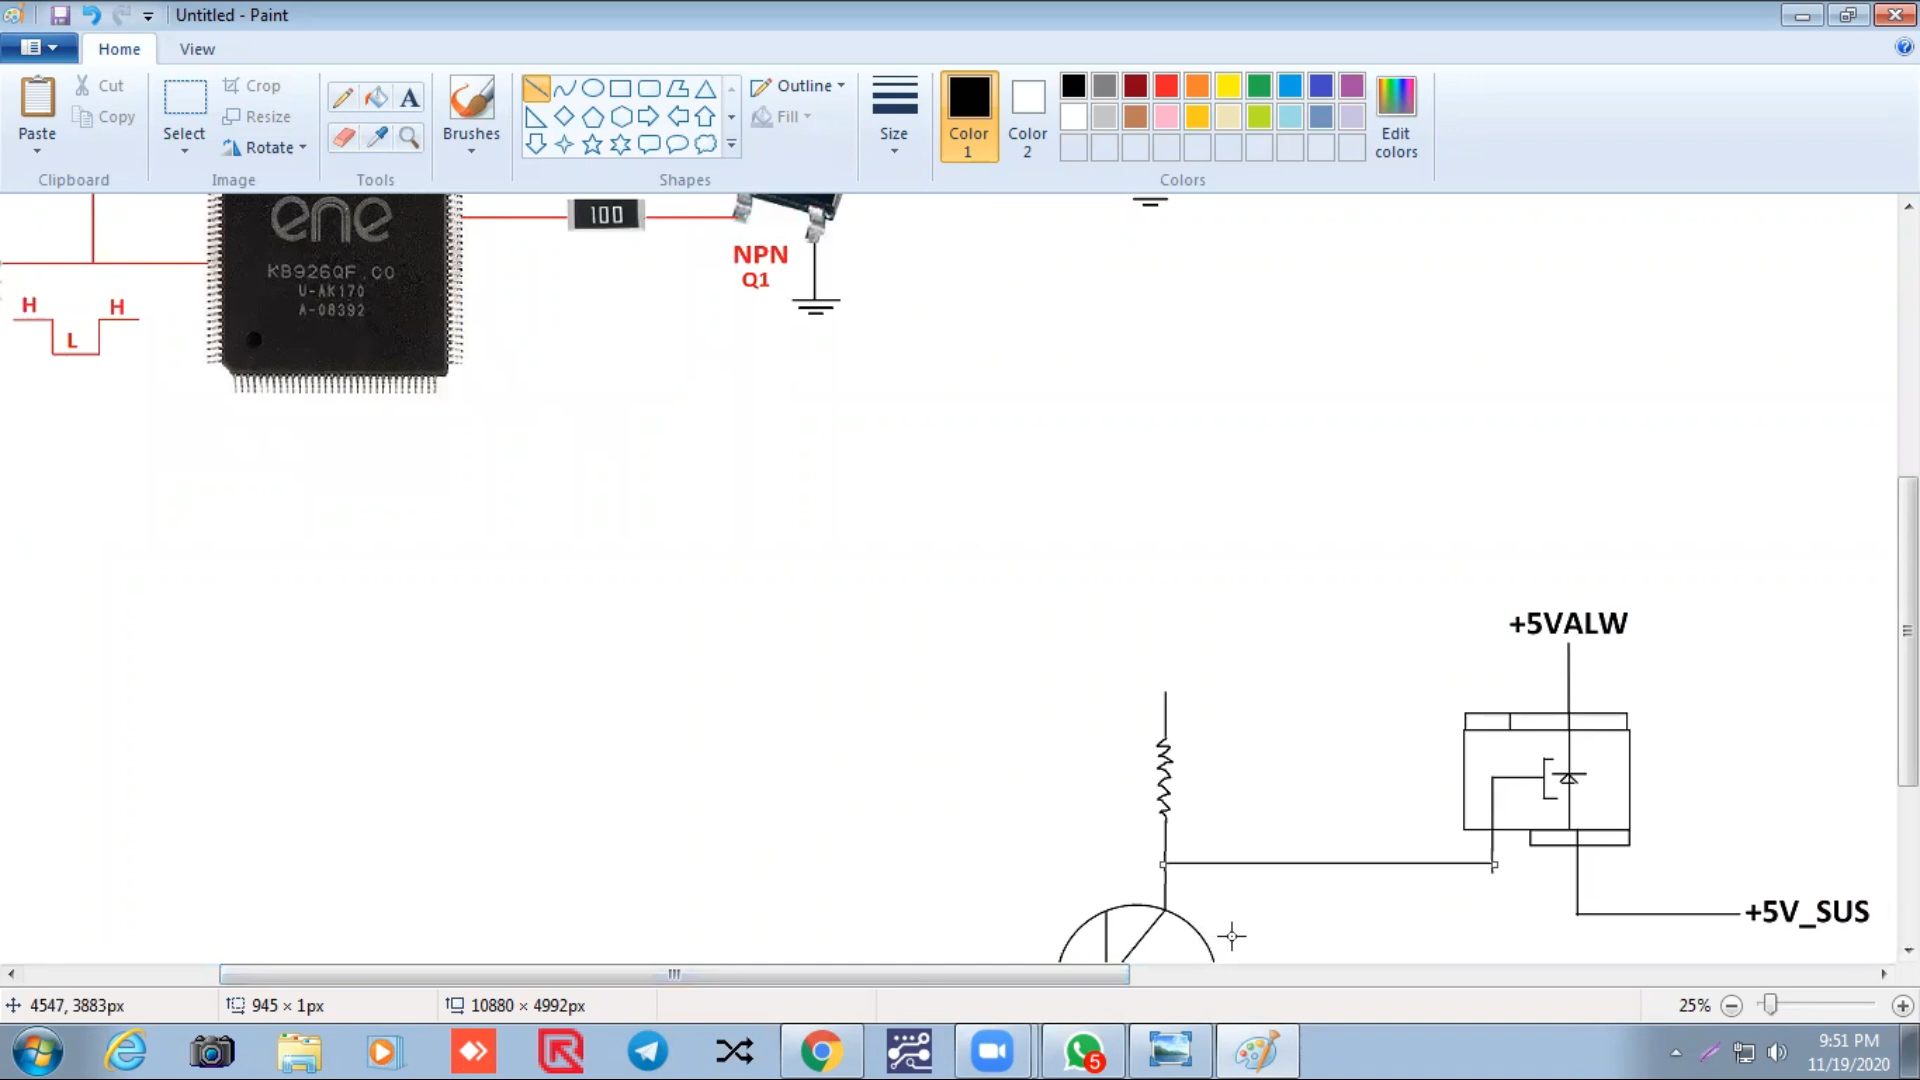 Untitled - Paint
Home
View
Paste
Cut
Copy
Clipboard
Select
Crop
Resize
Rotate
Image
A
Tools
Brushes
Outline
Fill
Shapes
Size
Color
1
Color
2
Edit
colors
Colors
ene
KB926QF C0
U-AK170
A-08392
100
NPN
Q1
H
H
L
+5VALW
+5V_SUS
4547, 3883px
945 × 1px
10880 × 4992px
25%
5
9:51 PM
11/19/2020